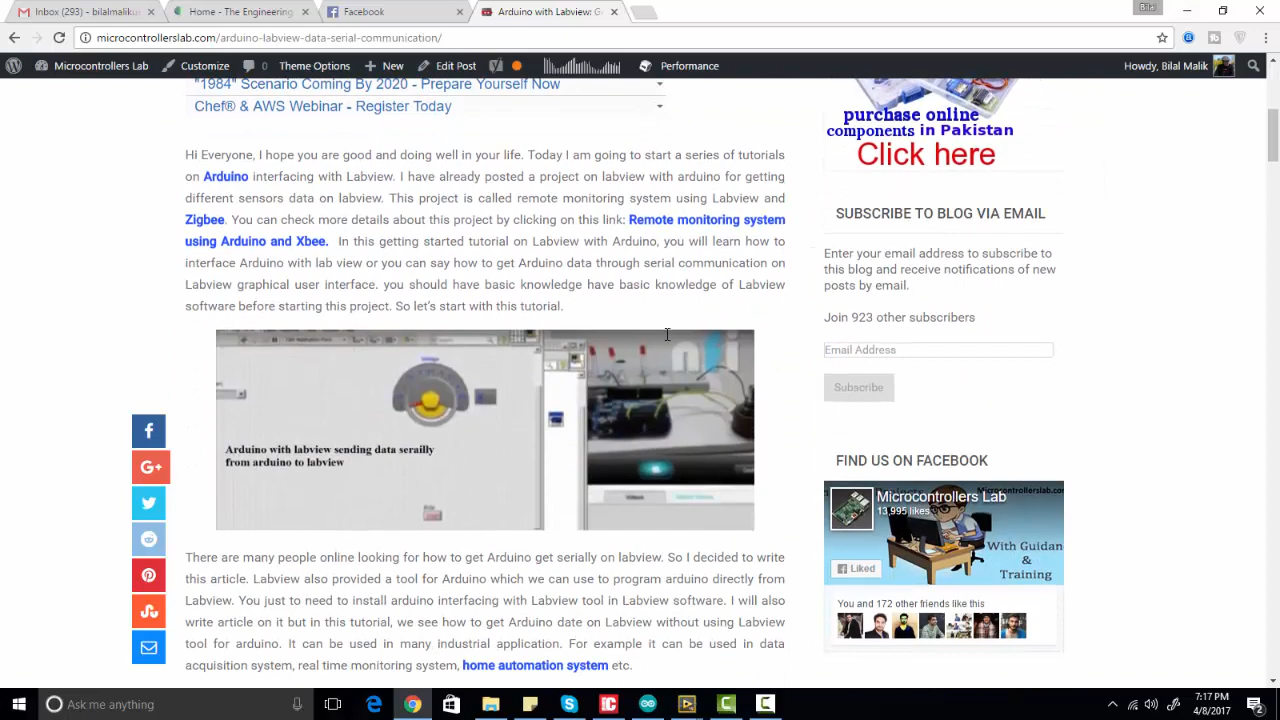 Inbox (293) - bilalmaliku
Home - The Engineering
Facebook
Arduino with Labview: G
microcontrollerslab.com/arduino-labview-data-serial-communication/
Microcontrollers Lab
Customize
0
Theme Options
New
Edit Post
Performance
Howdy, Bilal Malik
"1984" Scenario Coming By 2020 - Prepare Yourself Now
Chef® & AWS Webinar - Register Today
Hi Everyone, I hope you are good and doing well in your life. Today I am going to start a series of tutorials
on Arduino interfacing with Labview. I have already posted a project on labview with arduino for getting
different sensors data on labview. This project is called remote monitoring system using Labview and
Zigbee. You can check more details about this project by clicking on this link: Remote monitoring system
using Arduino and Xbee. In this getting started tutorial on Labview with Arduino, you will learn how to
interface Arduino with lab view or you can say how to get Arduino data through serial communication on
Labview graphical user interface. you should have basic knowledge have basic knowledge of Labview
software before starting this project. So let's start with this tutorial.
Arduino with labview sending data serailly
from arduino to labview
There are many people online looking for how to get Arduino get serially on labview. So I decided to write
this article. Labview also provided a tool for Arduino which we can use to program arduino directly from
Labview. You just to need to install arduino interfacing with Labview tool in Labview software. I will also
write article on it but in this tutorial, we see how to get Arduino date on Labview without using Labview
tool for arduino. It can be used in many industrial application. For example it can be used in data
acquisition system, real time monitoring system, home automation system etc.
purchase online
components in Pakistan
Click here
SUBSCRIBE TO BLOG VIA EMAIL
Enter your email address to subscribe to
this blog and receive notifications of new
posts by email.
Join 923 other subscribers
Email Address
Subscribe
FIND US ON FACEBOOK
Microcontrollerslab.com
Microcontrollers Lab
13,995 likes
With Guidanc
&
Training
Liked
You and 172 other friends like this
Ask me anything
7:17 PM
4/8/2017